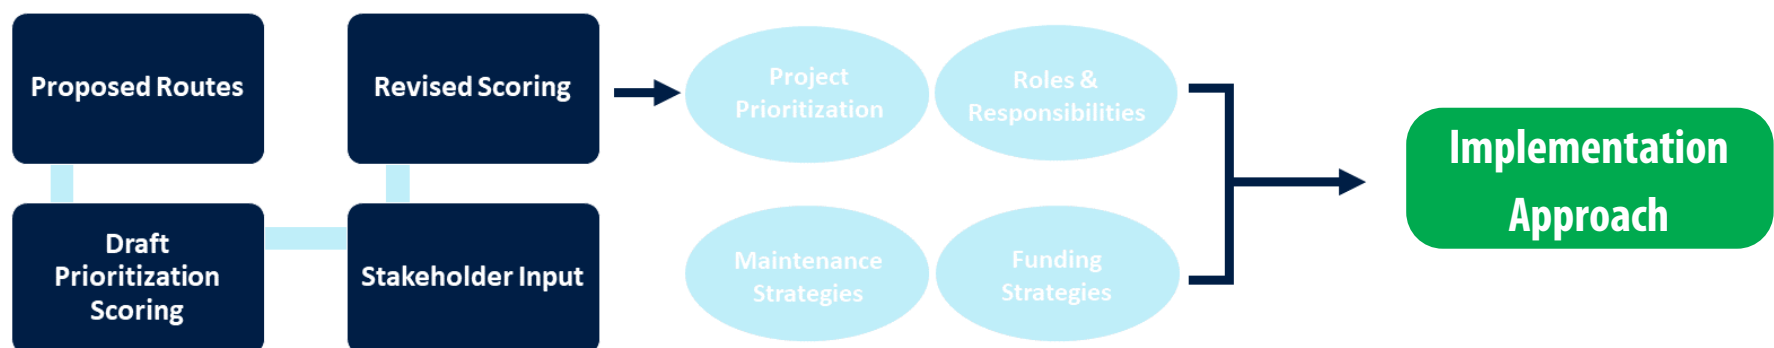 Proposed Routes
Draft
Prioritization
Scoring
Stakeholder Input
Revised Scoring
Project
Prioritization
Roles &
Responsibilities
Maintenance
Strategies
Funding
Strategies
Implementation
Approach